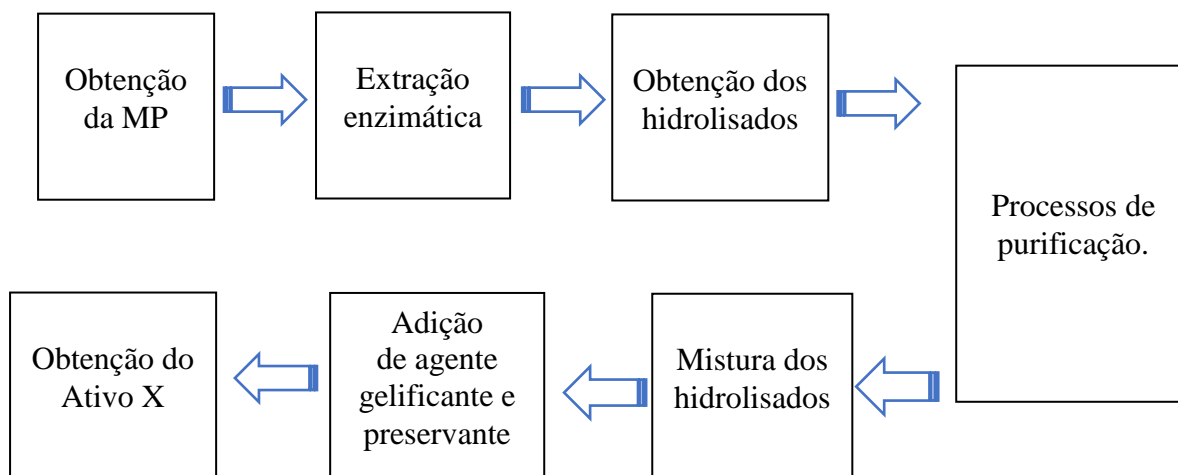 Obtenção
da MP
Extração
enzimática
Obtenção dos
hidrolisados
Processos de
purificação.
Mistura dos
hidrolisados
Adição
de agente
gelificante e
preservante
Obtenção do
Ativo X